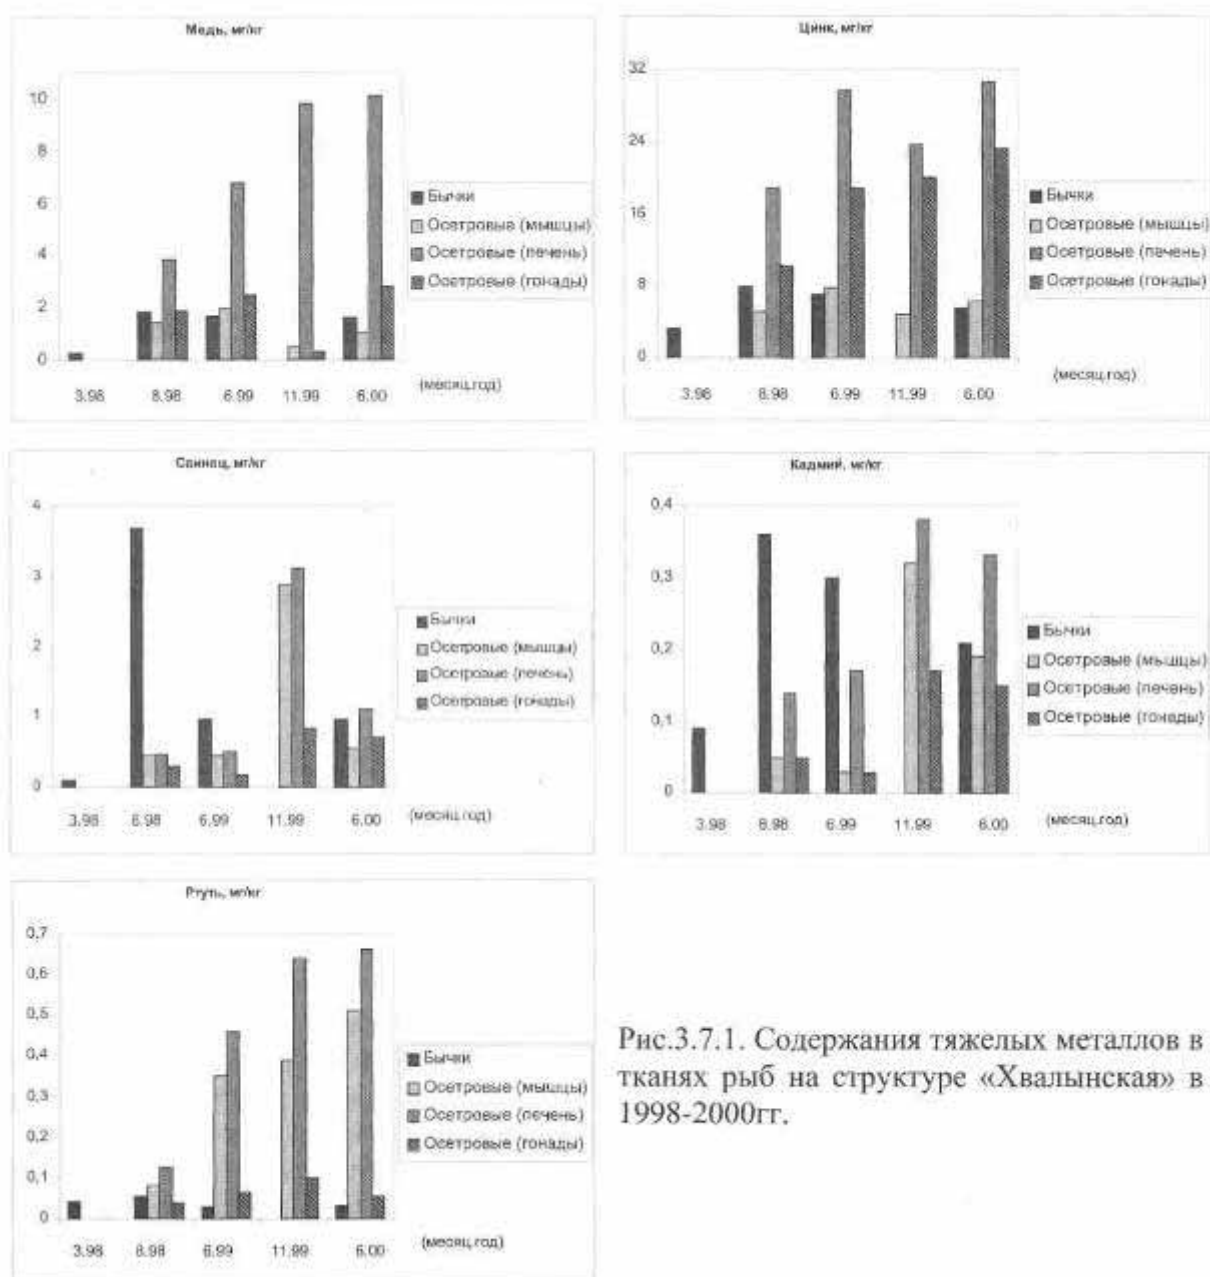 Медь, мг/кг
10
8
6
4
2
0
3.98 8.98 6.99 11.99 6.00
(месяц.год)
Бычки
Осетровые (мышцы)
Осетровые (печень)
Осетровые (гонады)
Цинк, мг/кг
32
24
16
8
0
3.98 8.98 6.99 11.99 6.00
(месяц.год)
Бычки
Осетровые (мышцы)
Осетровые (печень)
Осетровые (гонады)
Свинец, мг/кг
4
3
2
1
0
3.98 8.98 6.99 11.99 6.00
(месяц.год)
Бычки
Осетровые (мышцы)
Осетровые (печень)
Осетровые (гонады)
Кадмий, мг/кг
0,4
0,3
0,2
0,1
0
3.98 8.98 6.99 11.99 6.00
(месяц.год)
Бычки
Осетровые (мышцы)
Осетровые (печень)
Осетровые (гонады)
Ртуть, мг/кг
0,7
0,6
0,5
0,4
0,3
0,2
0,1
0
3.98 8.98 6.99 11.99 6.00
(месяц.год)
Бычки
Осетровые (мышцы)
Осетровые (печень)
Осетровые (гонады)
Рис.3.7.1. Содержания тяжелых металлов в
тканях рыб на структуре «Хвалынская» в
1998-2000гг.